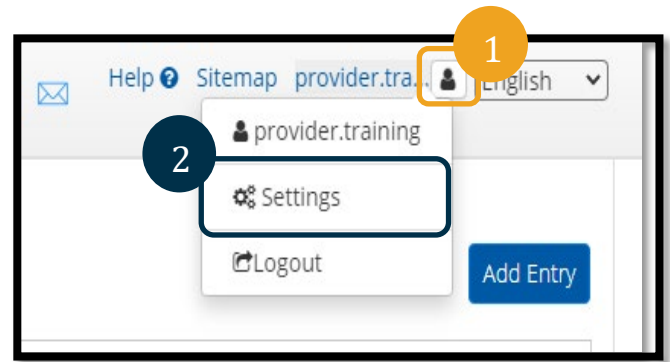 1
Help ? Sitemap provider.tra... English
provider.training
2
Settings
Logout
Add Entry